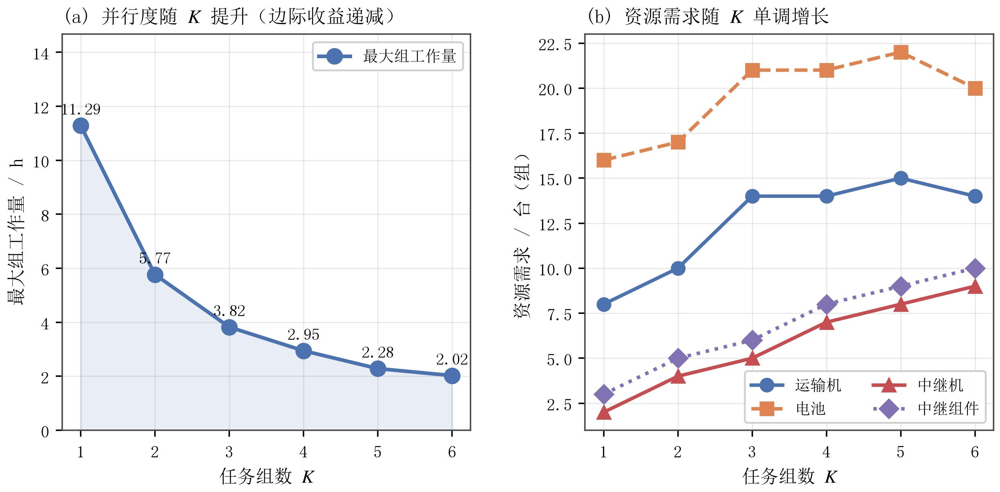 (a) 并行度随 K 提升（边际收益递减）
最大组工作量
14
12
10
8
6
4
2
0
11.29
5.77
3.82
2.95
2.28
2.02
1 2 3 4 5 6
任务组数 K
最大组工作量 / h
(b) 资源需求随 K 单调增长
22.5
20.0
17.5
15.0
12.5
10.0
7.5
5.0
2.5
运输机 中继机
电池 中继组件
1 2 3 4 5 6
任务组数 K
资源需求 / 台（组）